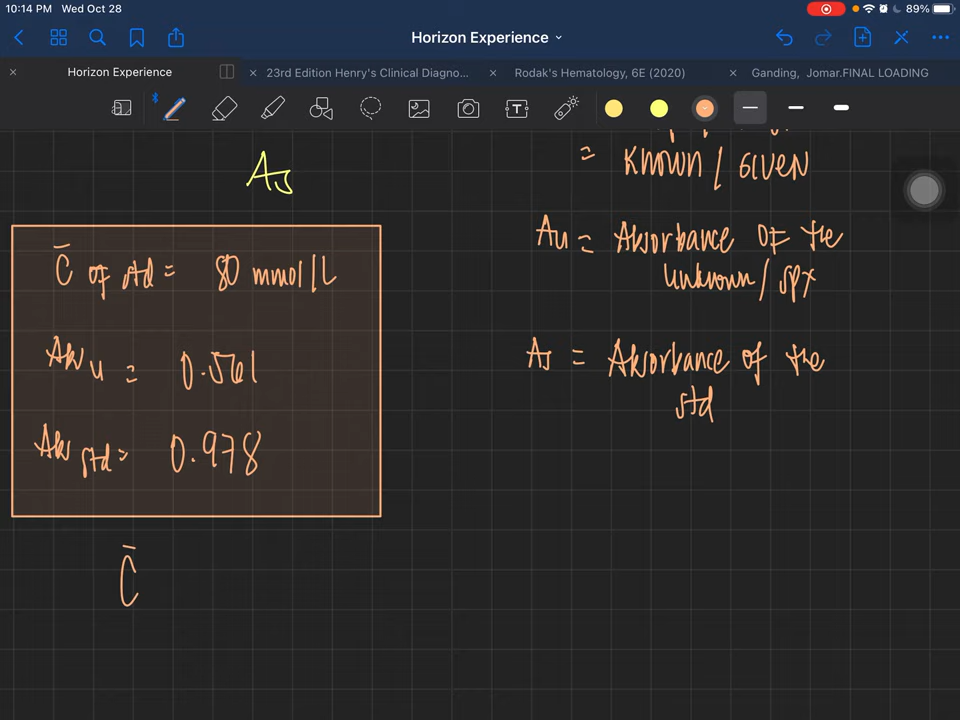 10:14 PM Wed Oct 28
89%
Horizon Experience
Horizon Experience
23rd Edition Henry's Clinical Diagno...
Rodak's Hematology, 6E (2020)
Ganding, Jomar.FINAL LOADING
As
= KNOWN / GIVEN
Au = Absorbance of the
unknown / spx
As = Absorbance of the
std
C̄ of std = 80 mmol/L
Abs u = 0.561
Abs std = 0.978
C̄